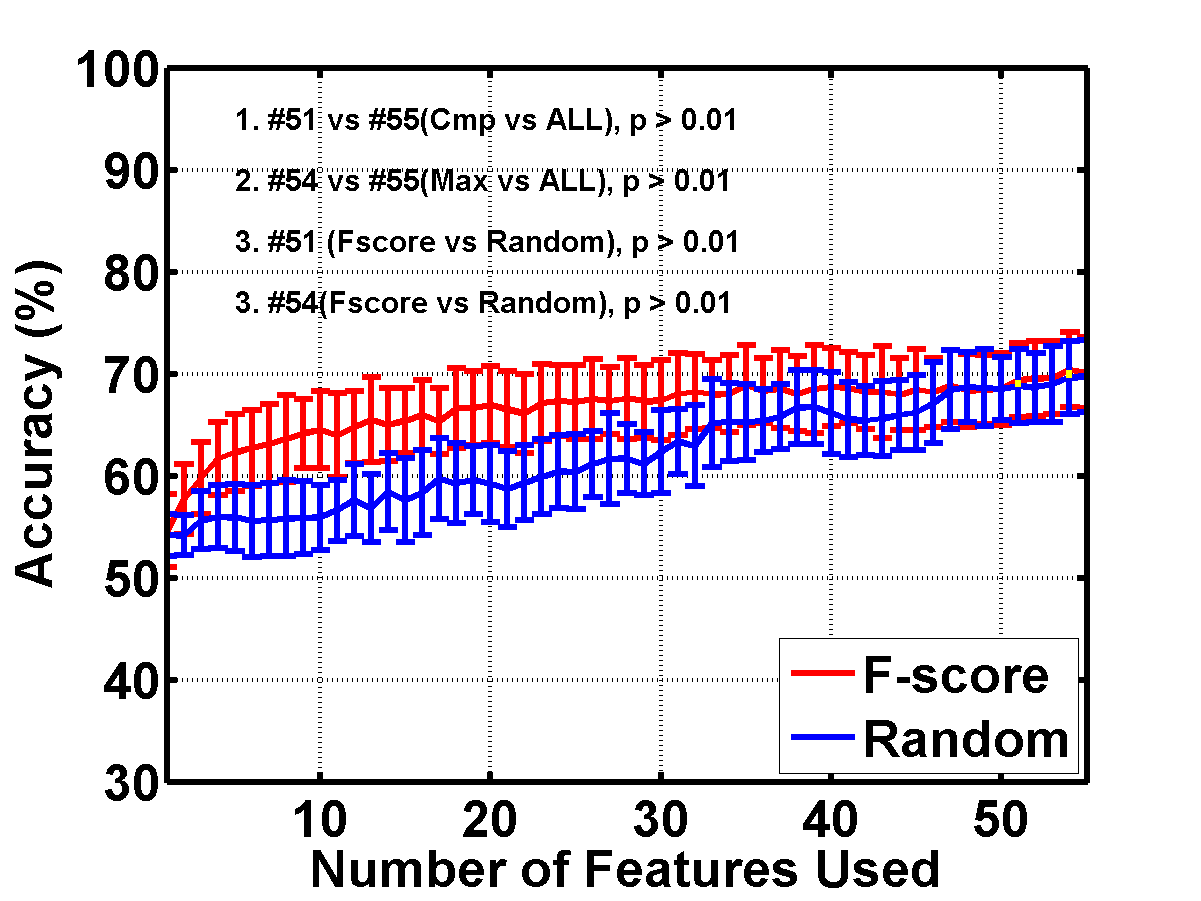 100
1. #51 vs #55(Cmp vs ALL), p > 0.01
90
2. #54 vs #55(Max vs ALL), p > 0.01
3. #51 (Fscore vs Random), p > 0.01
80
3. #54(Fscore vs Random), p > 0.01
70
60
50
40
30
Accuracy (%)
F-score
Random
10 20 30 40 50
Number of Features Used